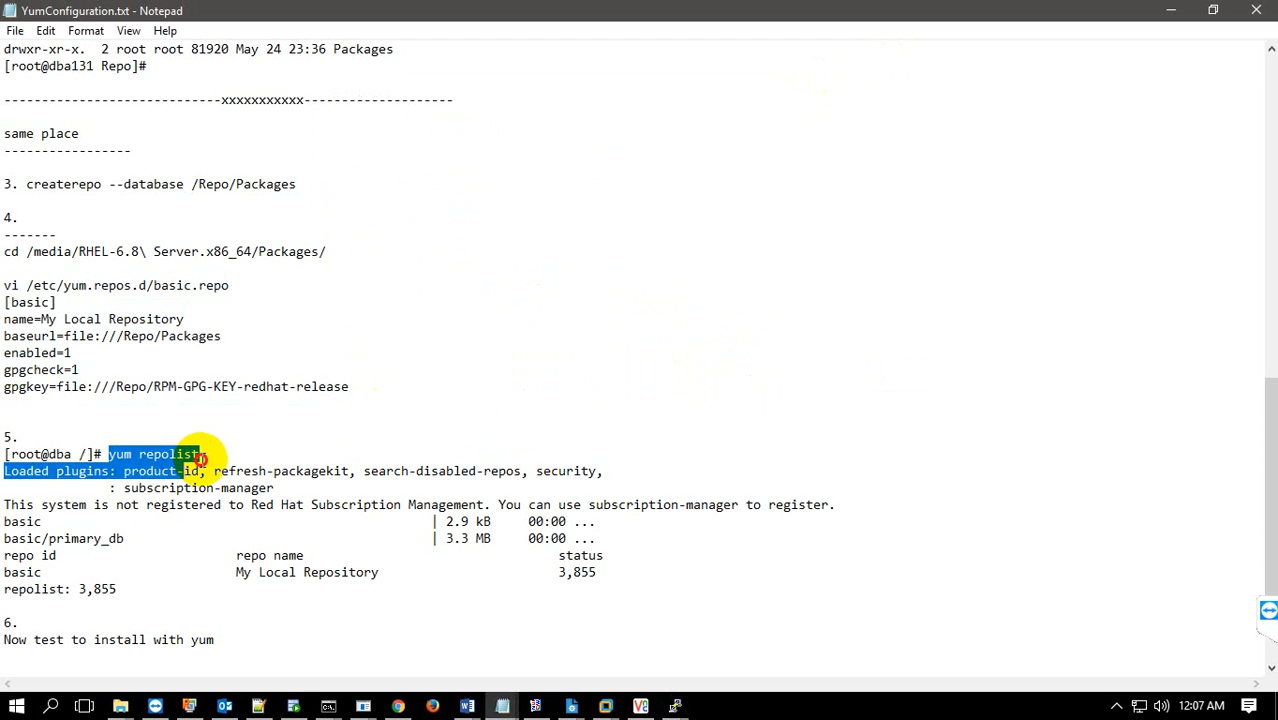 YumConfiguration.txt - Notepad
File Edit Format View Help
drwxr-xr-x.  2 root root 81920 May 24 23:36 Packages
[root@dba131 Repo]#
-----------------------------xxxxxxxxxxx--------------------
same place
-----------------
3. createrepo --database /Repo/Packages
4.
-------
cd /media/RHEL-6.8\ Server.x86_64/Packages/
vi /etc/yum.repos.d/basic.repo
[basic]
name=My Local Repository
baseurl=file:///Repo/Packages
enabled=1
gpgcheck=1
gpgkey=file:///Repo/RPM-GPG-KEY-redhat-release
5.
[root@dba /]# yum repolist
Loaded plugins: product-id, refresh-packagekit, search-disabled-repos, security,
: subscription-manager
This system is not registered to Red Hat Subscription Management. You can use subscription-manager to register.
basic | 2.9 kB 00:00 ...
basic/primary_db | 3.3 MB 00:00 ...
repo id repo name status
basic My Local Repository 3,855
repolist: 3,855
6.
Now test to install with yum
12:07 AM